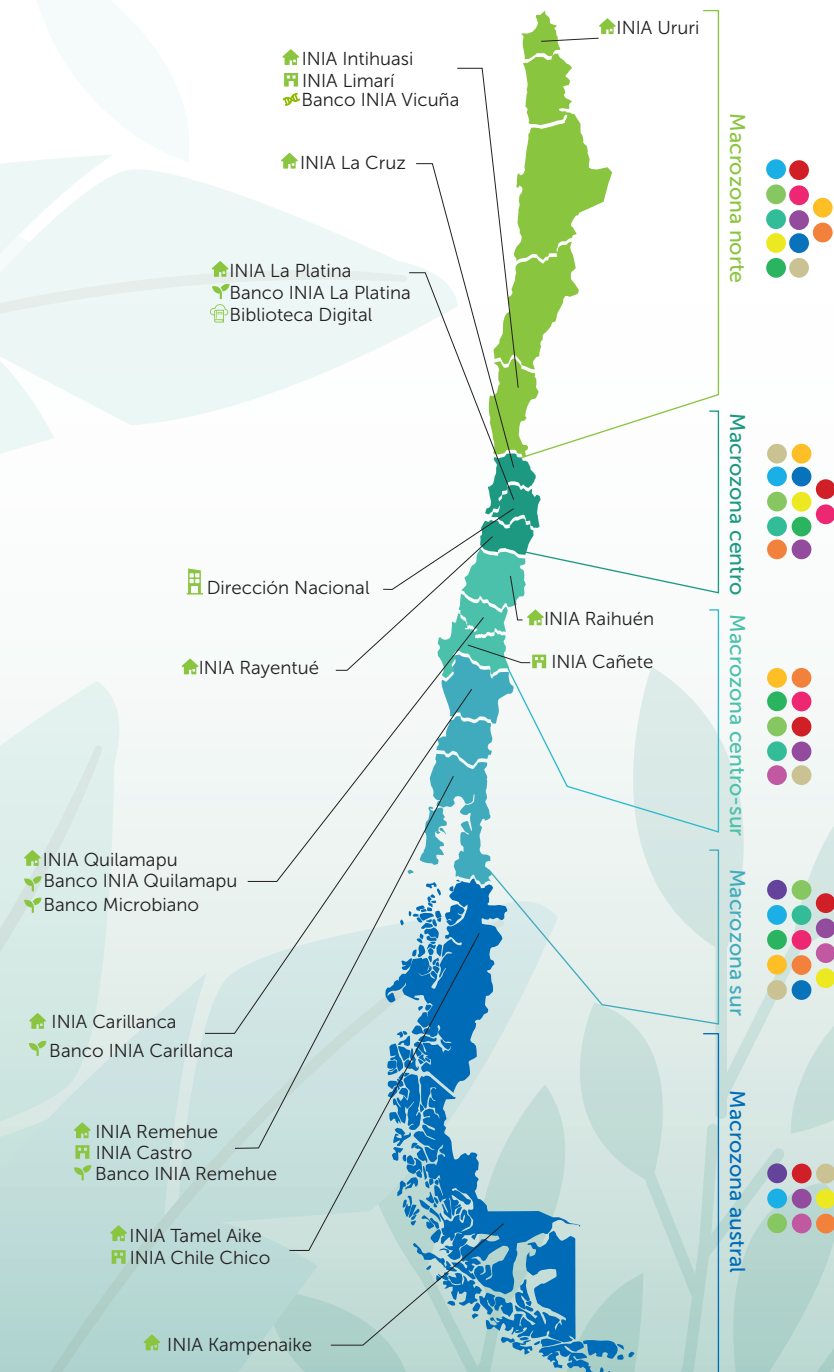 INIA Ururi
INIA Intihuasi
INIA Limarí
Banco INIA Vicuña
INIA La Cruz
INIA La Platina
Banco INIA La Platina
Biblioteca Digital
Dirección Nacional
INIA Raihuén
INIA Rayentué
INIA Cañete
INIA Quilamapu
Banco INIA Quilamapu
Banco Microbiano
INIA Carillanca
Banco INIA Carillanca
INIA Remehue
INIA Castro
Banco INIA Remehue
INIA Tamel Aike
INIA Chile Chico
INIA Kampenaike
Macrozona norte
Macrozona centro
Macrozona centro-sur
Macrozona sur
Macrozona austral